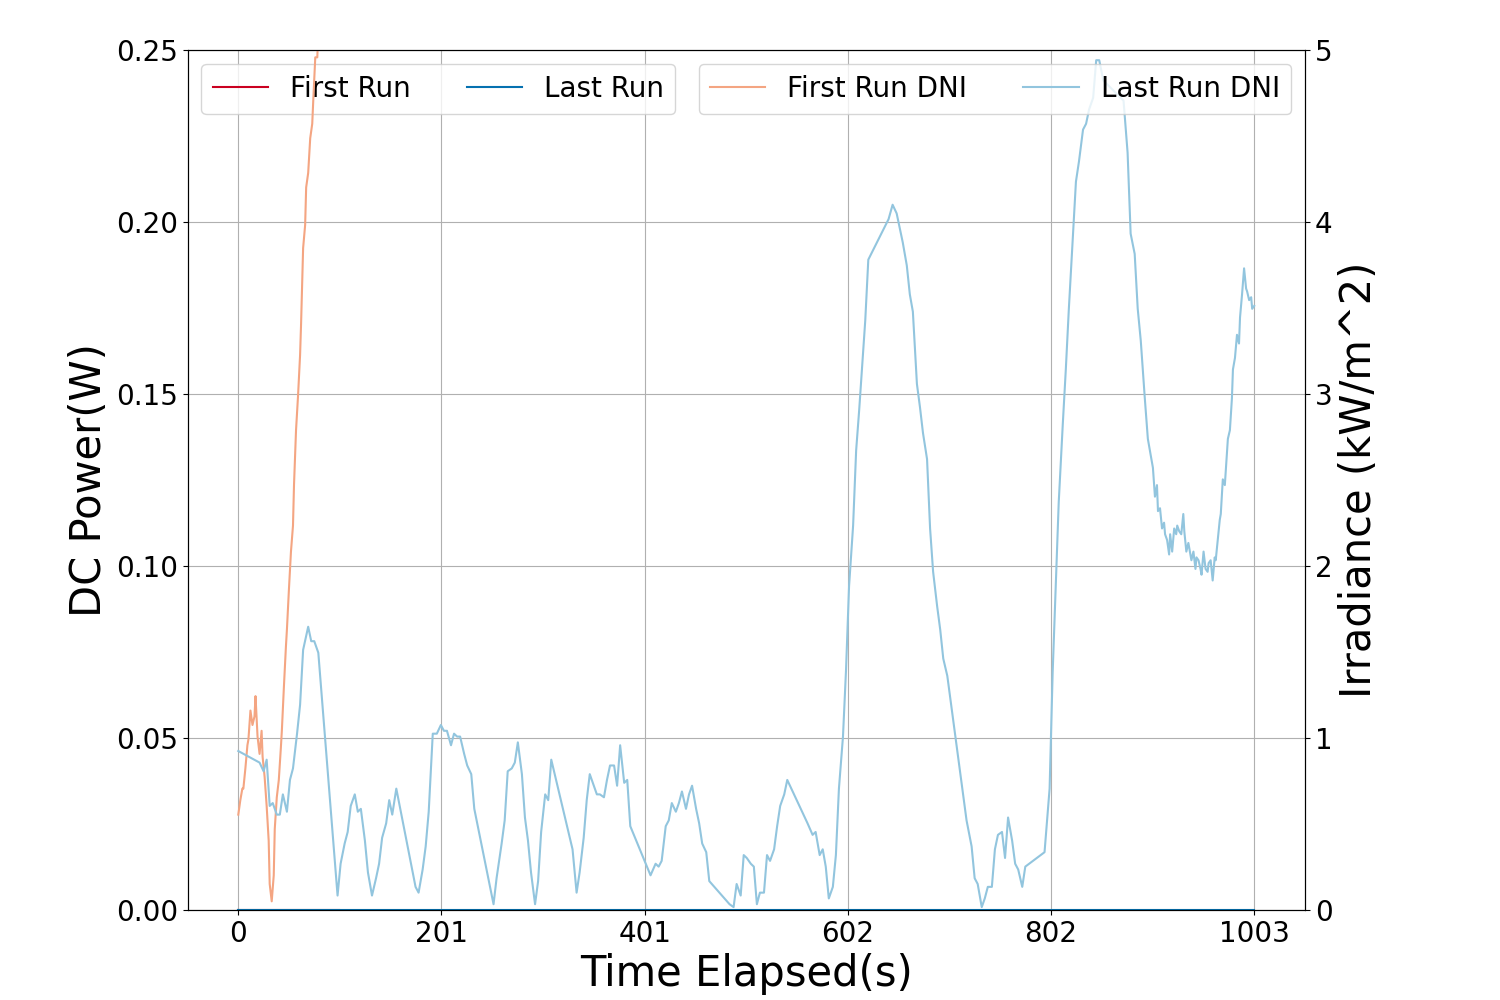 First Run
Last Run
First Run DNI
Last Run DNI
DC Power(W)
0.25
0.20
0.15
0.10
0.05
0.00
5
4
3
2
1
0
Irradiance (kW/m^2)
0 201 401 602 802 1003
Time Elapsed(s)